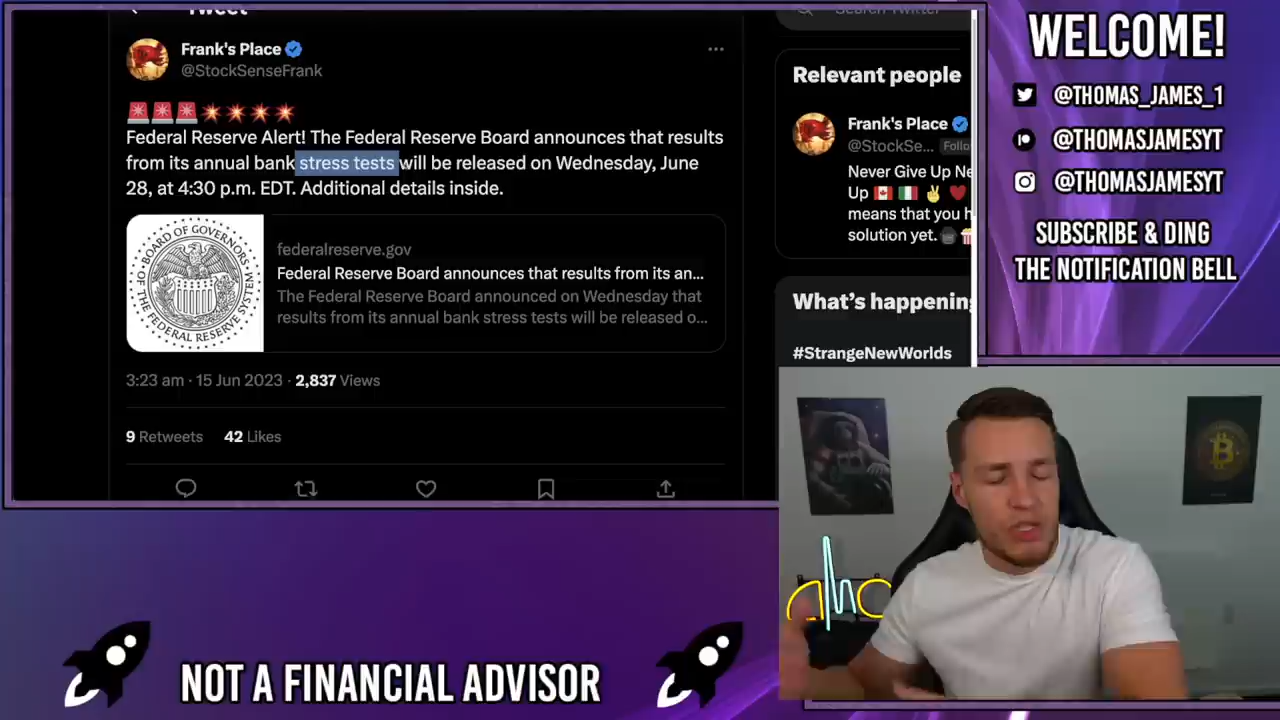 Tweet
Search Twitter
Frank's Place
@StockSenseFrank
Federal Reserve Alert! The Federal Reserve Board announces that results
from its annual bank stress tests will be released on Wednesday, June
28, at 4:30 p.m. EDT. Additional details inside.
BOARD OF GOVERNORS
OF THE FEDERAL RESERVE SYSTEM
federalreserve.gov
Federal Reserve Board announces that results from its an...
The Federal Reserve Board announced on Wednesday that
results from its annual bank stress tests will be released o...
3:23 am · 15 Jun 2023 · 2,837 Views
9 Retweets 42 Likes
Relevant people
Frank's Place
@StockSe... Follo
Never Give Up Ne
Up
means that you h
solution yet.
What's happening
#StrangeNewWorlds
WELCOME!
@THOMAS_JAMES_1
@THOMASJAMESYT
@THOMASJAMESYT
SUBSCRIBE & DING
THE NOTIFICATION BELL
NOT A FINANCIAL ADVISOR